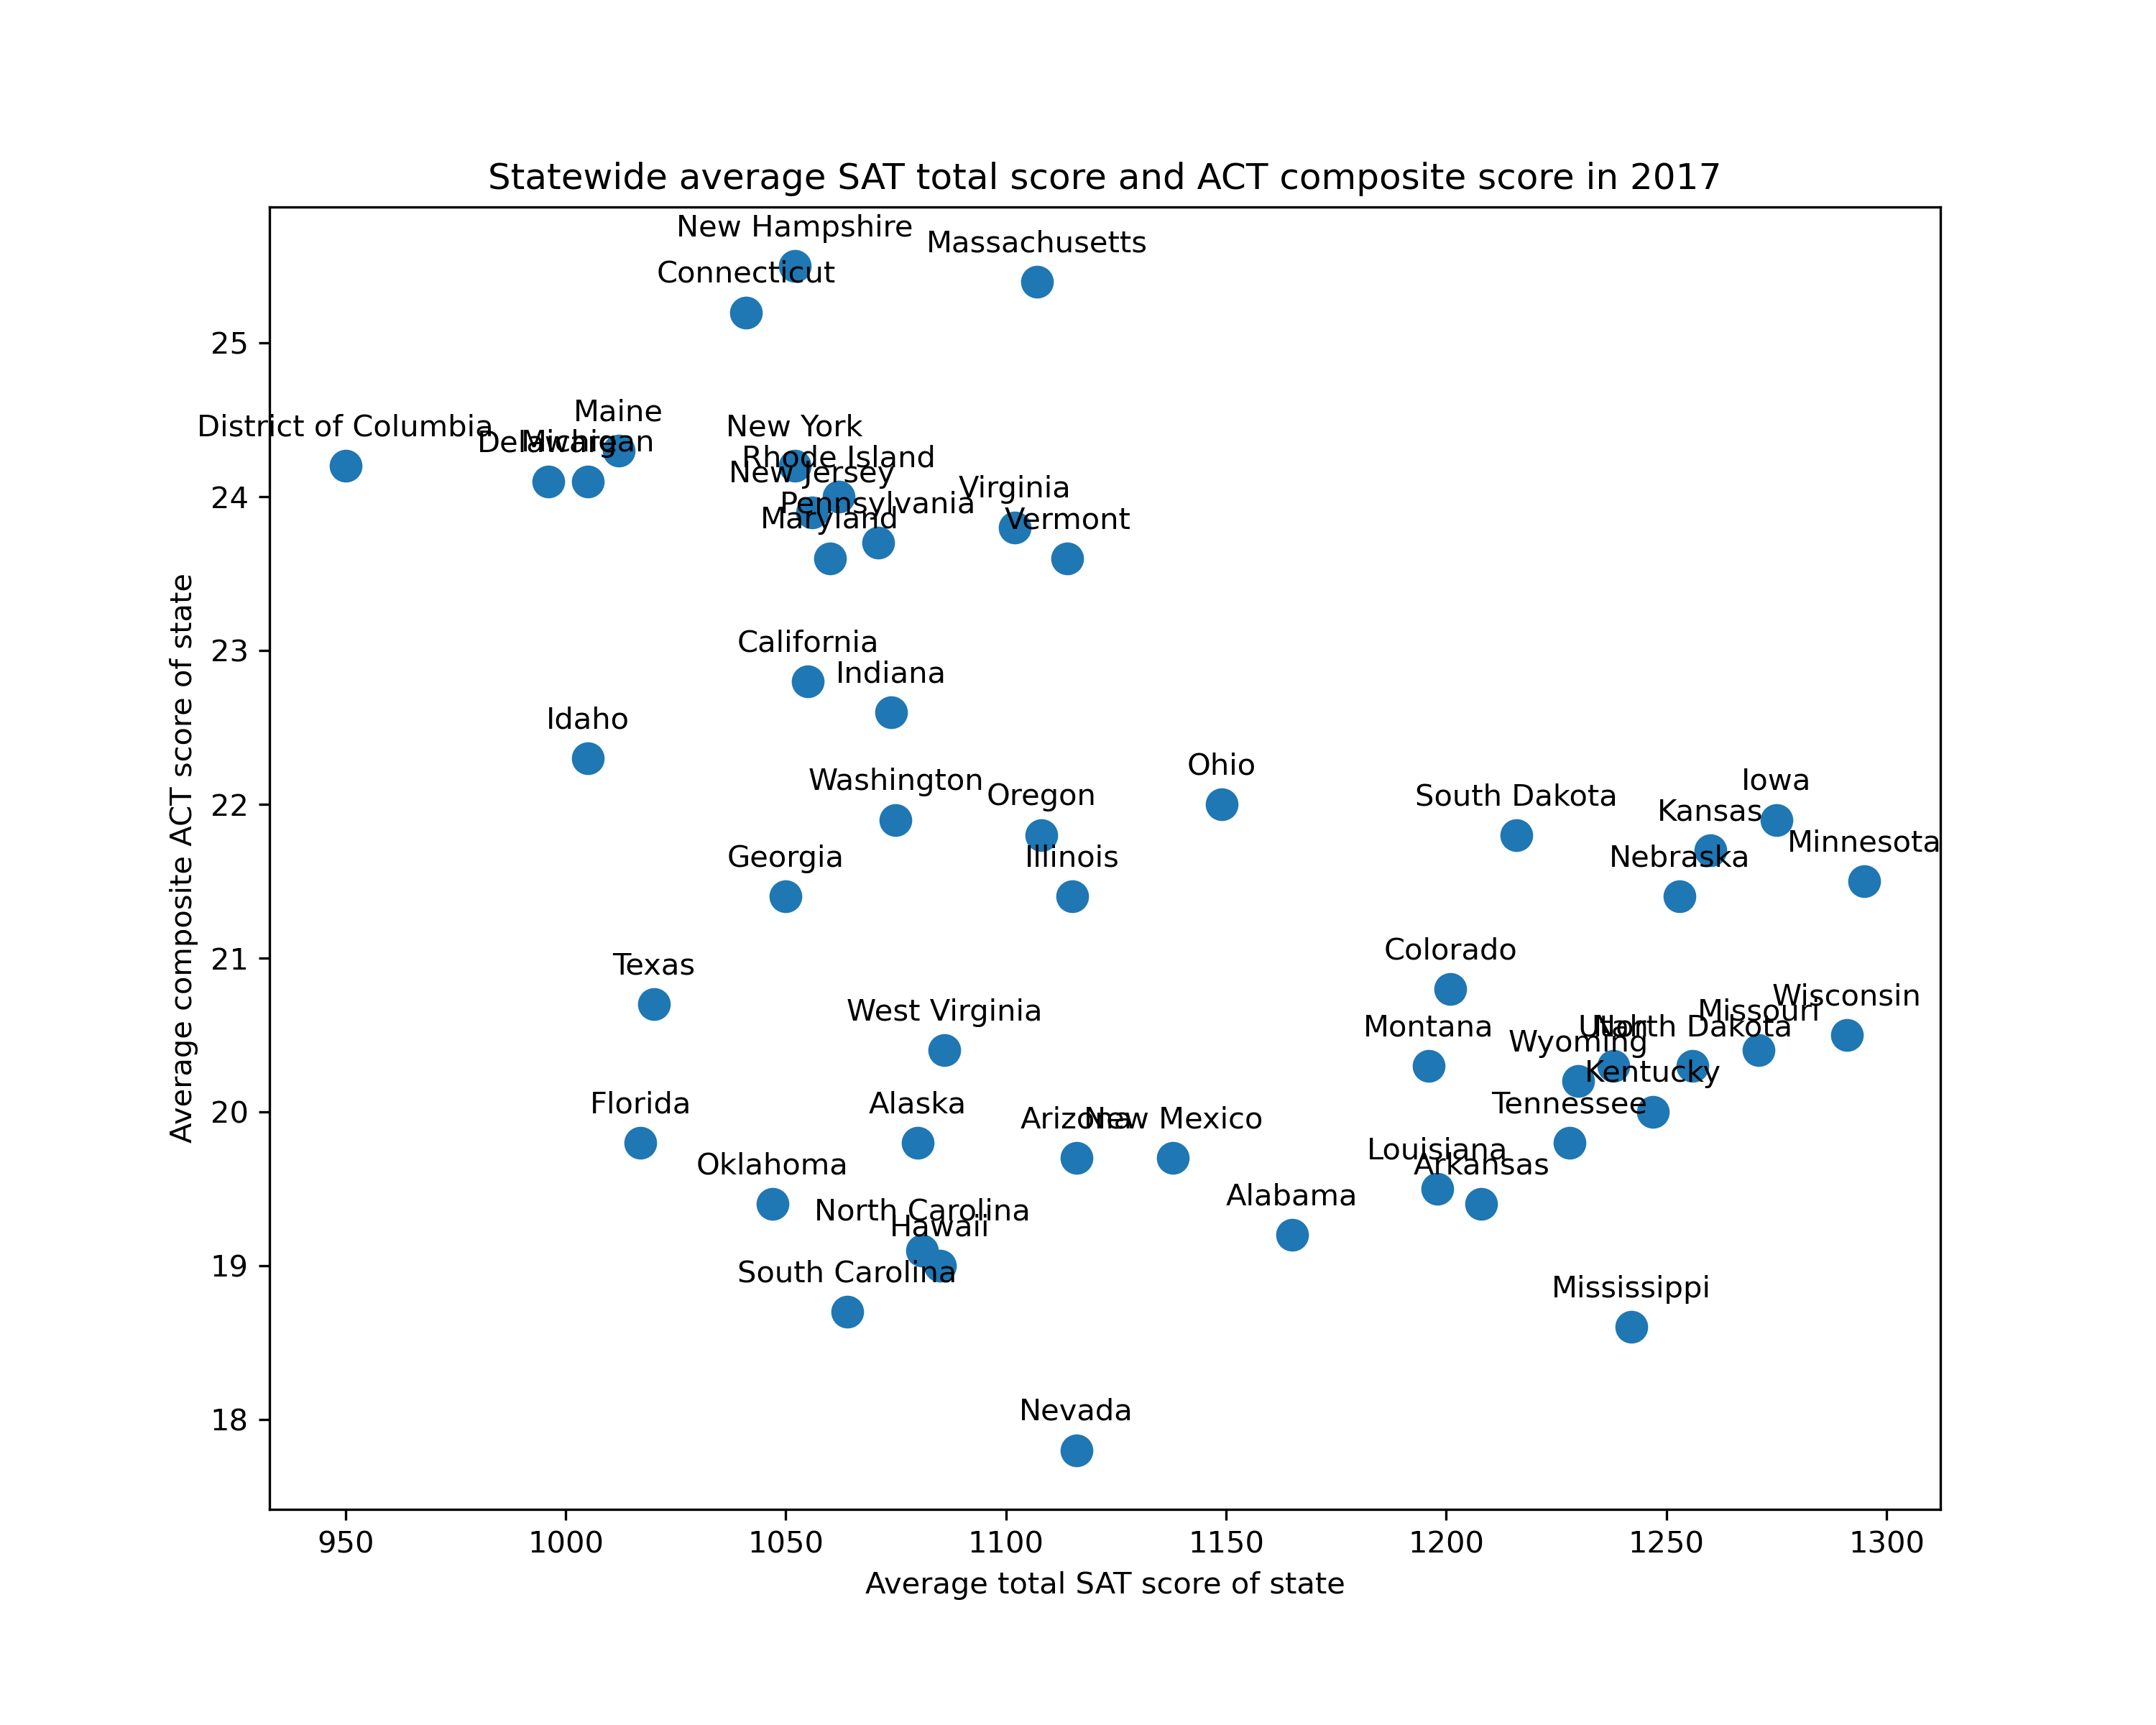 Statewide average SAT total score and ACT composite score in 2017
New Hampshire
Massachusetts
Connecticut
25
Maine
District of Columbia
New York
Delaware
Michigan
Rhode Island
New Jersey
24
Virginia
Pennsylvania
Maryland
Vermont
California
23
Indiana
Idaho
Ohio
Washington
Iowa
Oregon
South Dakota
22
Kansas
Minnesota
Georgia
Illinois
Nebraska
Colorado
21
Texas
Wisconsin
West Virginia
Missouri
Montana
Utah
North Dakota
Wyoming
Kentucky
20
Florida
Alaska
Tennessee
Arizona
New Mexico
Louisiana
Oklahoma
Arkansas
Alabama
North Carolina
Hawaii
19
South Carolina
Mississippi
18
Nevada
Average composite ACT score of state
950 1000 1050 1100 1150 1200 1250 1300
Average total SAT score of state